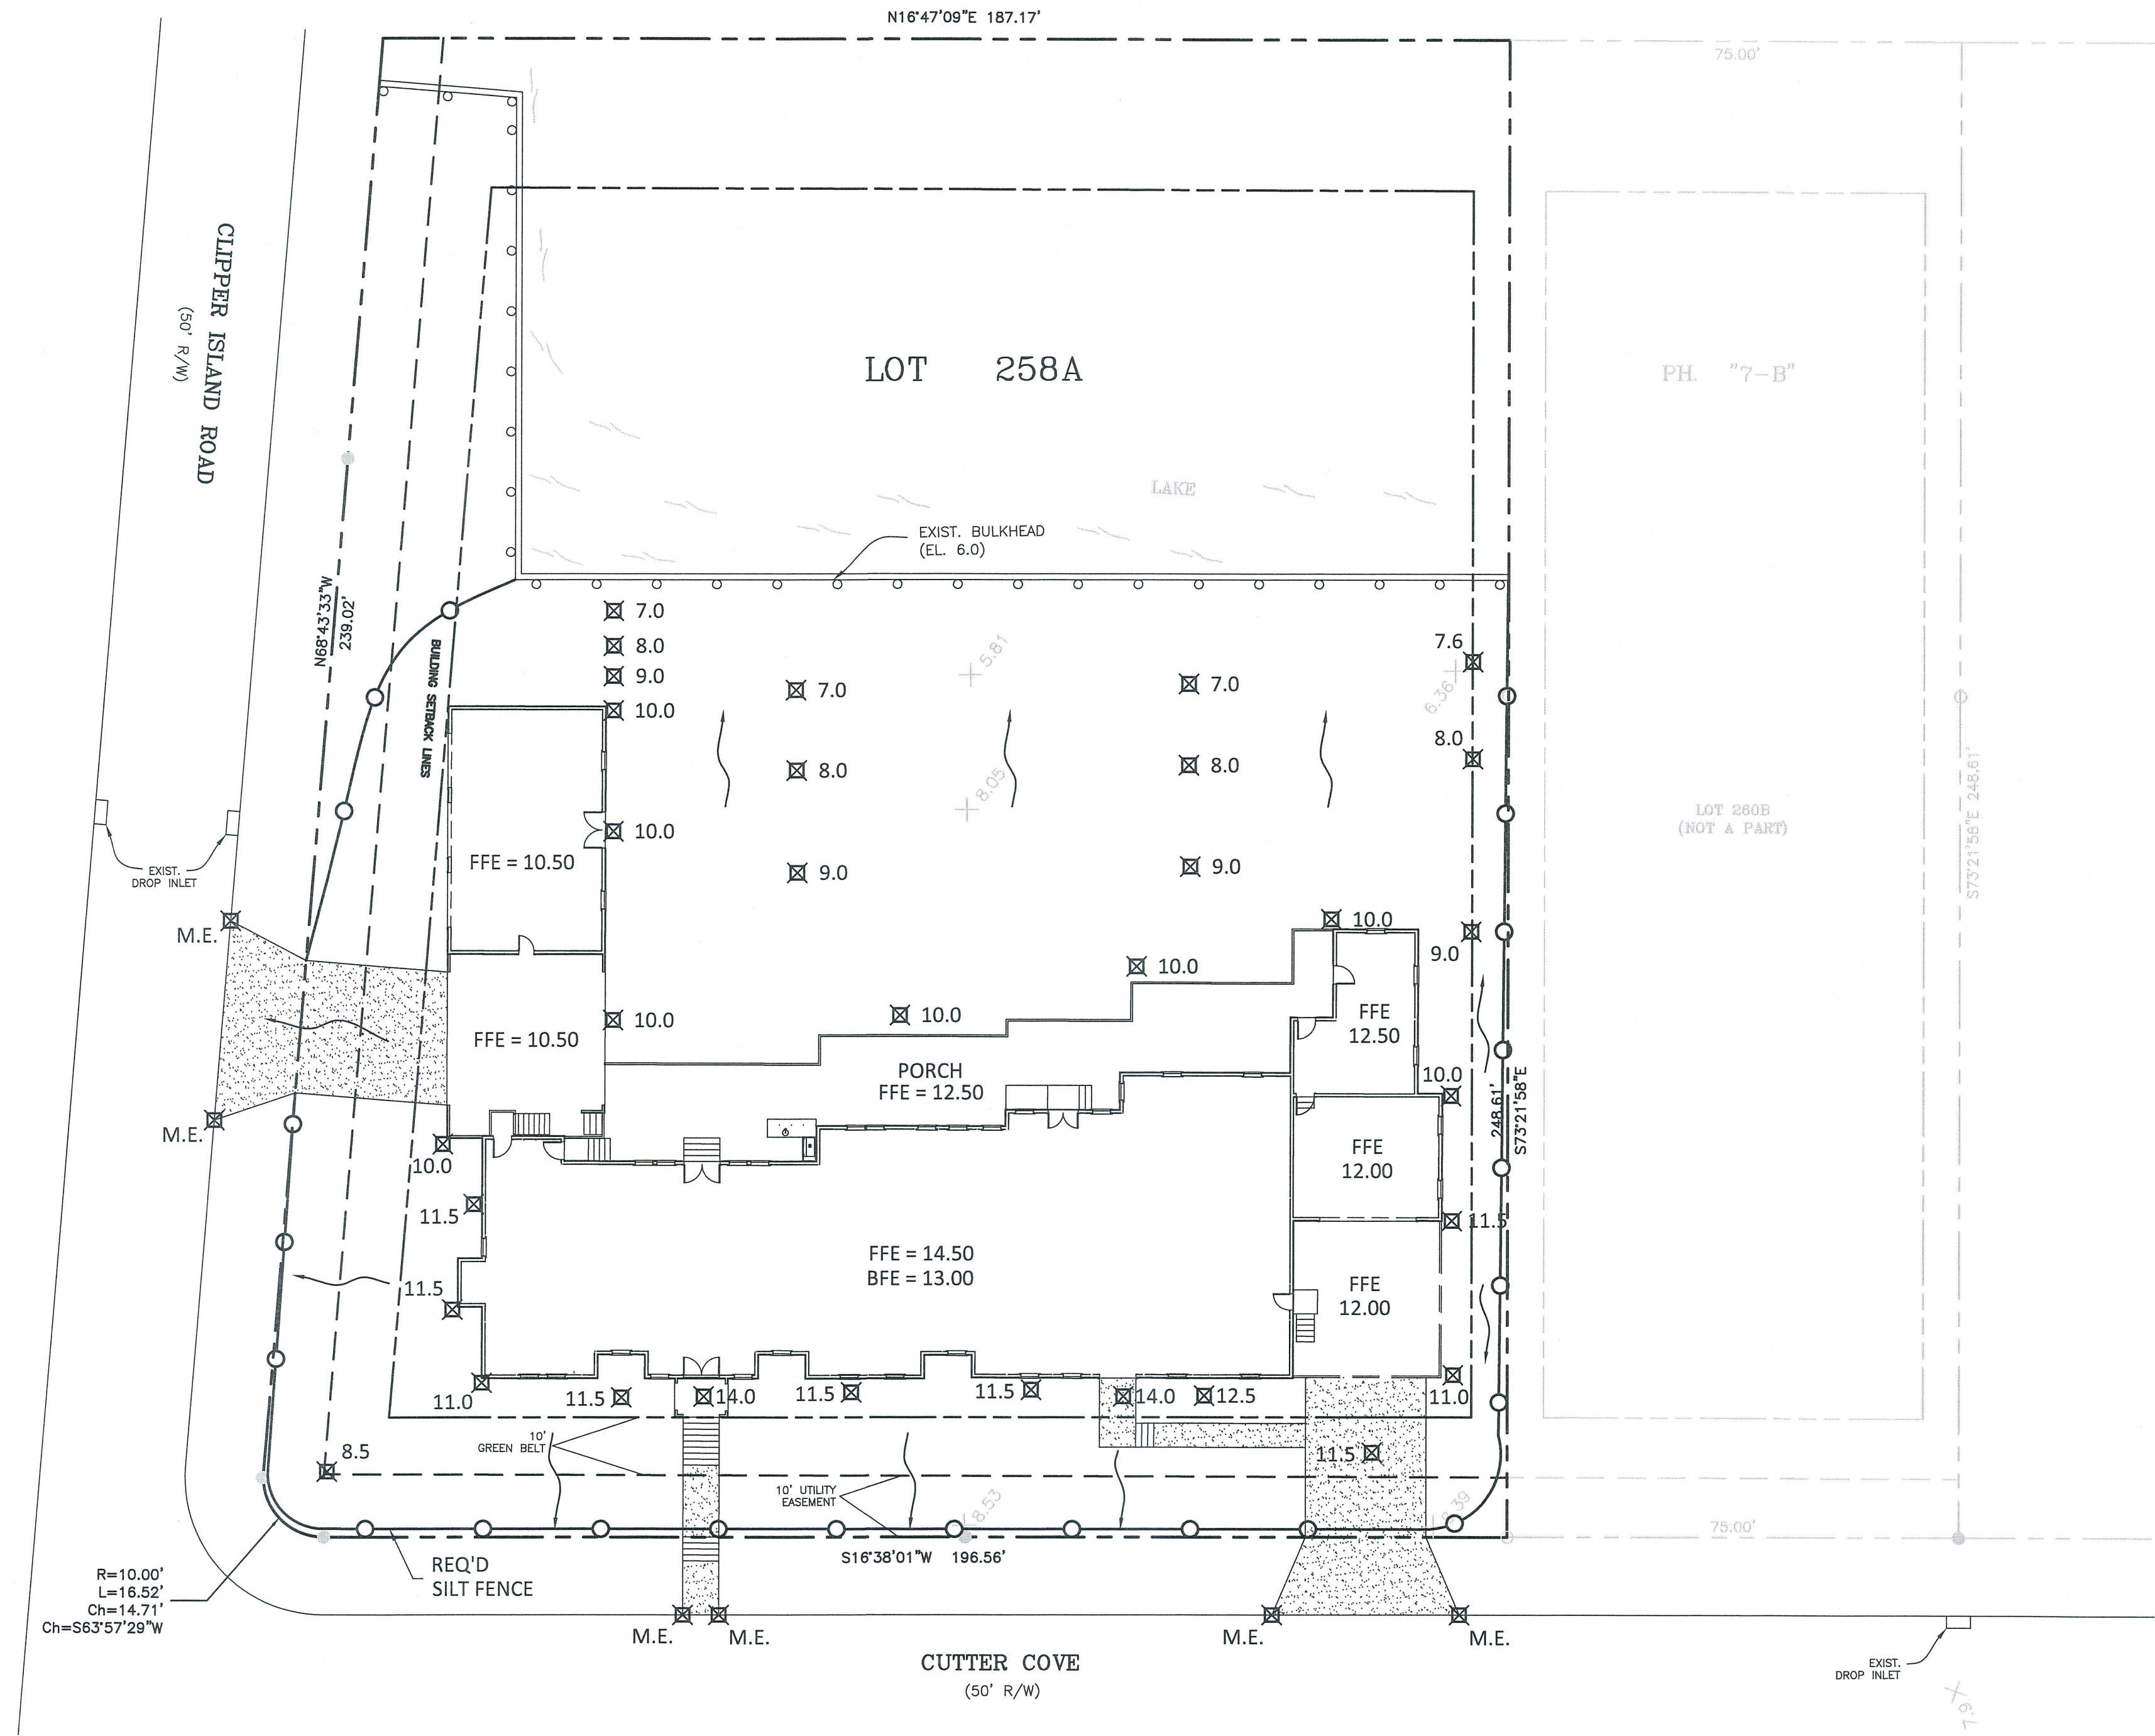 N16°47'09"E 187.17'
75.00'
CLIPPER ISLAND ROAD
(50' R/W)
LOT 258A
PH. "7-B"
LAKE
EXIST. BULKHEAD
(EL. 6.0)
N68°43'33"W
239.02'
BUILDING SETBACK LINES
7.0
8.0
9.0
10.0
7.0
5.81
7.0
7.6
6.36
8.0
8.0
8.05
8.0
10.0
9.0
9.0
FFE = 10.50
LOT 260B
(NOT A PART)
S73°21'58"E 248.61'
EXIST.
DROP INLET
M.E.
10.0
9.0
10.0
10.0
10.0
FFE = 10.50
FFE
12.50
PORCH
FFE = 12.50
10.0
248.61'
S73°21'58"E
M.E.
10.0
FFE
12.00
11.5
11.5
FFE = 14.50
BFE = 13.00
11.5
FFE
12.00
11.0
11.5
14.0
11.5
11.5
14.0
12.5
11.0
10'
GREEN BELT
8.5
11.5
10' UTILITY
EASEMENT
8.53
75.00'
S16°38'01"W 196.56'
REQ'D
SILT FENCE
R=10.00'
L=16.52'
Ch=14.71'
Ch=S63°57'29"W
M.E.
M.E.
M.E.
M.E.
CUTTER COVE
(50' R/W)
EXIST.
DROP INLET